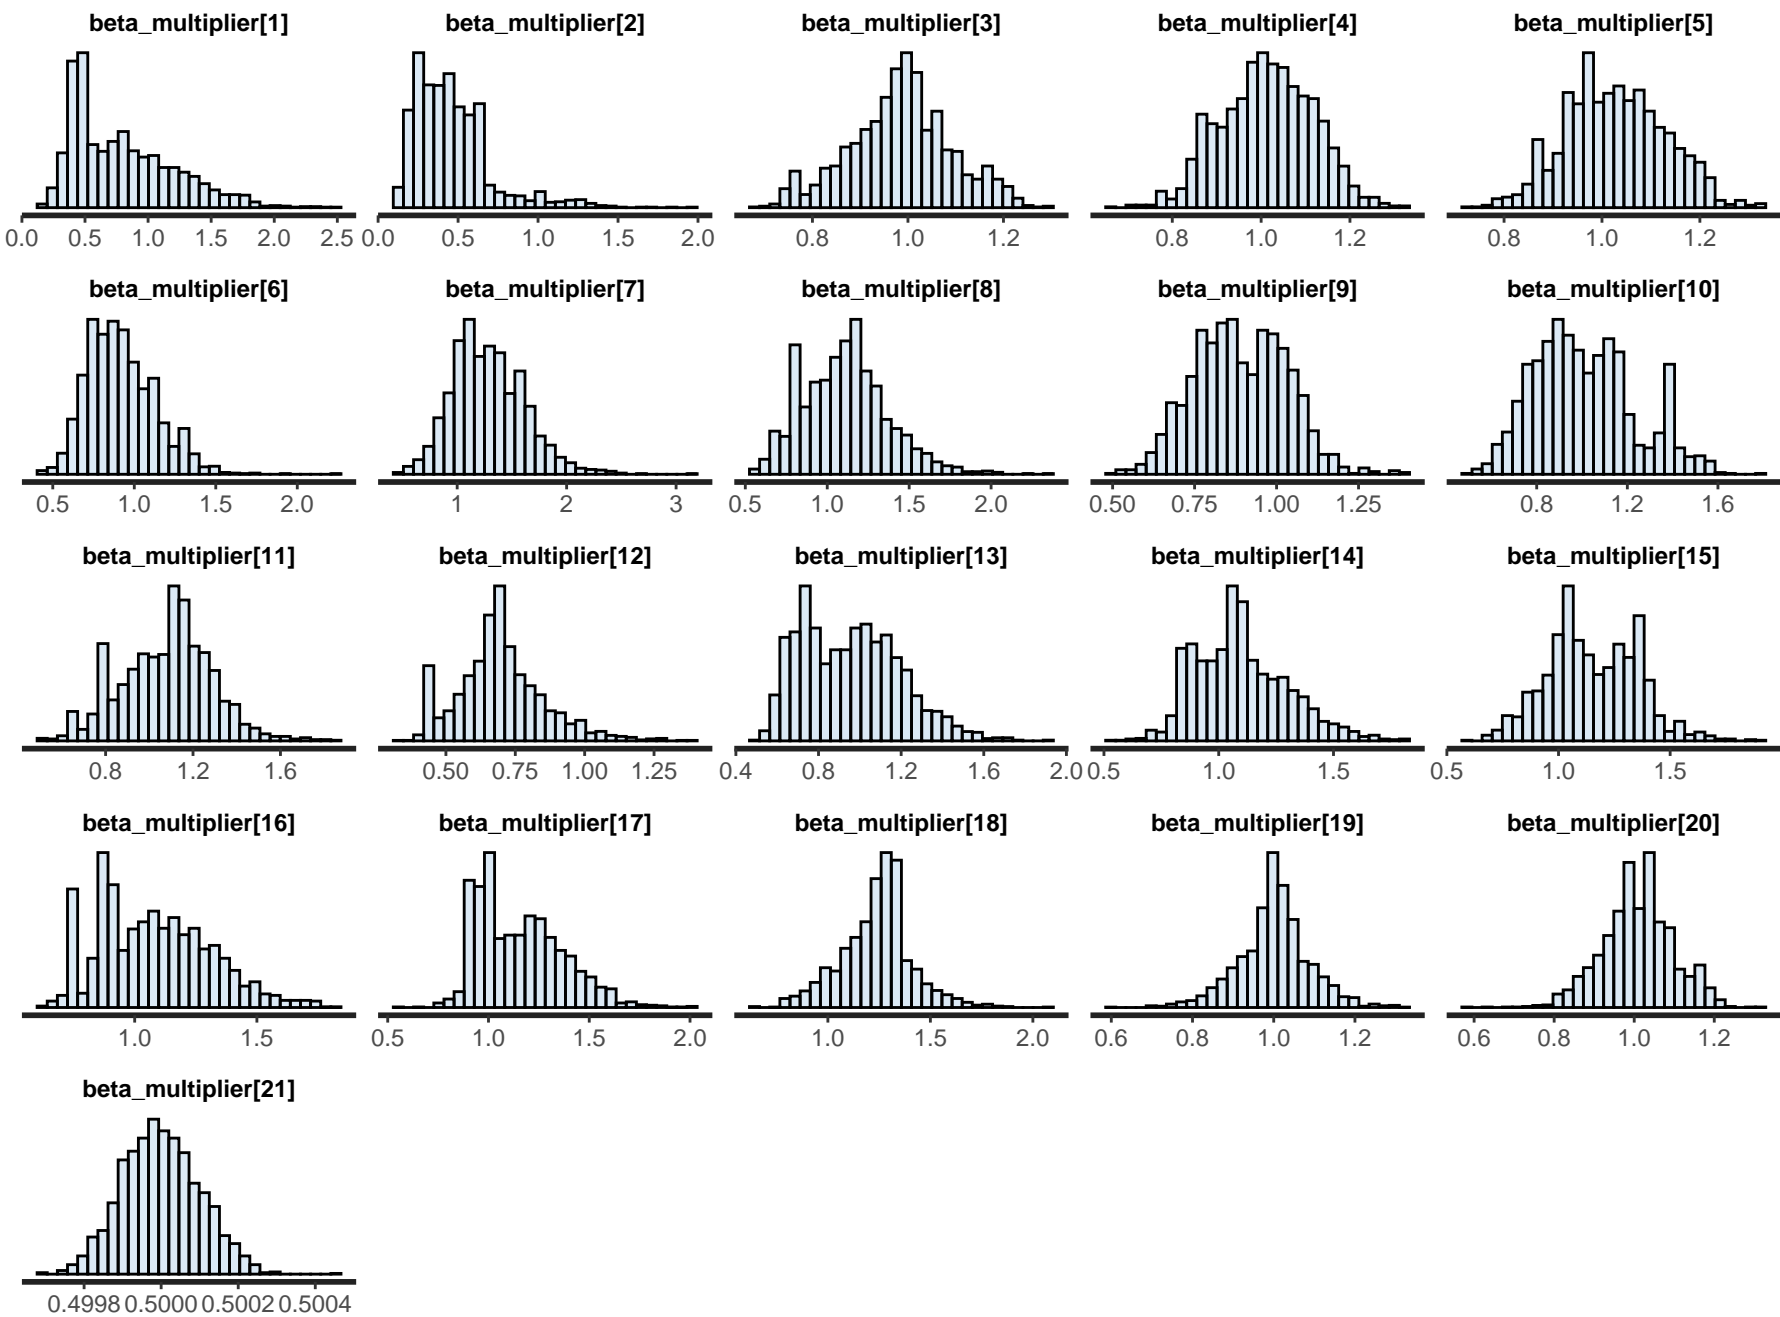 beta_multiplier[1] beta_multiplier[2] beta_multiplier[3] beta_multiplier[4] beta_multiplier[5]
0.0 0.5 1.0 1.5 2.0 2.5 0.0 0.5 1.0 1.5 2.0 0.8 1.0 1.2 0.8 1.0 1.2 0.8 1.0 1.2
beta_multiplier[6] beta_multiplier[7] beta_multiplier[8] beta_multiplier[9] beta_multiplier[10]
0.5 1.0 1.5 2.0 1 2 3 0.5 1.0 1.5 2.0 0.50 0.75 1.00 1.25 0.8 1.2 1.6
beta_multiplier[11] beta_multiplier[12] beta_multiplier[13] beta_multiplier[14] beta_multiplier[15]
0.8 1.2 1.6 0.50 0.75 1.00 1.25 0.4 0.8 1.2 1.6 2.0 0.5 1.0 1.5 0.5 1.0 1.5
beta_multiplier[16] beta_multiplier[17] beta_multiplier[18] beta_multiplier[19] beta_multiplier[20]
1.0 1.5 0.5 1.0 1.5 2.0 1.0 1.5 2.0 0.6 0.8 1.0 1.2 0.6 0.8 1.0 1.2
beta_multiplier[21]
0.4998 0.5000 0.5002 0.5004